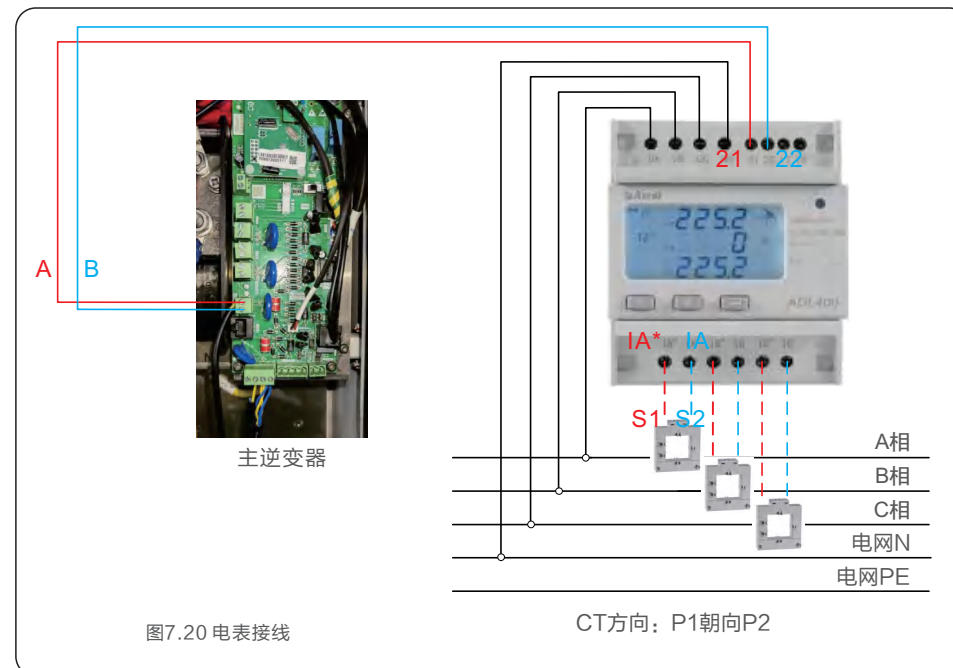 A
B
21
22
225.2
0
225.2
ADL400
IA*
IA
S1
S2
主逆变器
A相
B相
C相
电网N
电网PE
图7.20 电表接线
CT方向：P1朝向P2